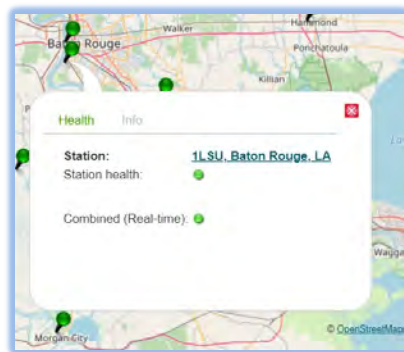 Walker
Hammond
Baton Rouge
Ponchatoula
Killian
Health Info
Station: 1LSU, Baton Rouge, LA
Station health:
Combined (Real-time):
Morgan City
© OpenStreetMap